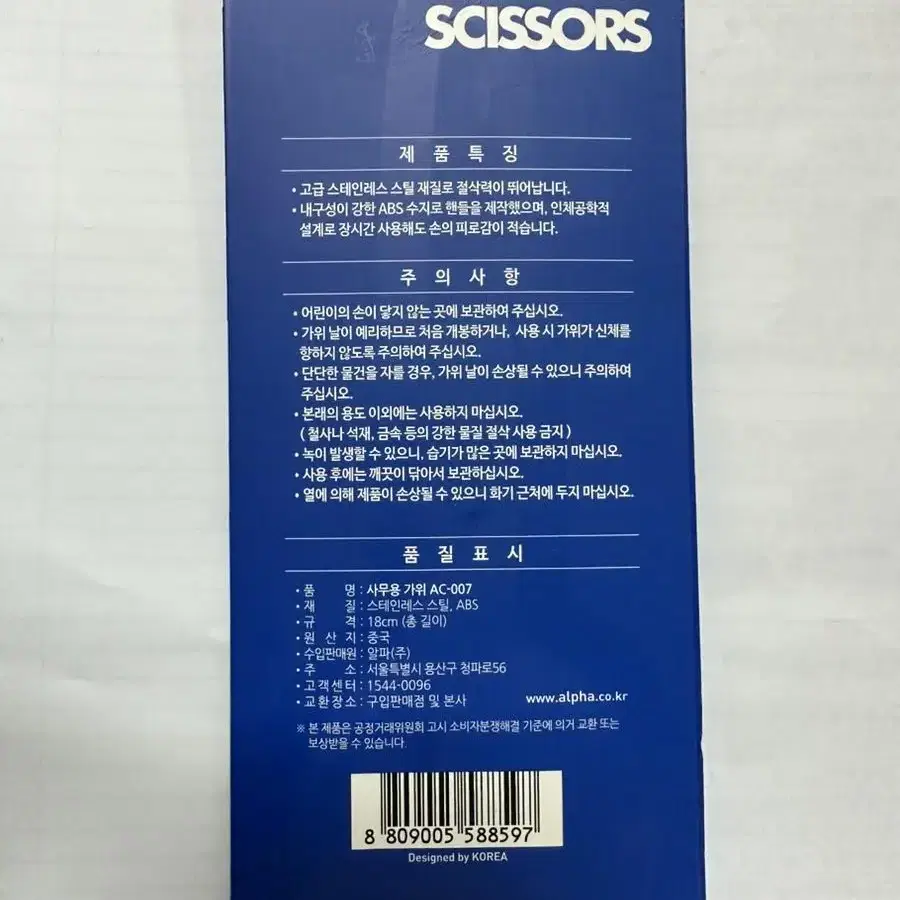 SCISSORS
제 품 특 징
• 고급 스테인레스 스틸 재질로 절삭력이 뛰어납니다.
• 내구성이 강한 ABS 수지로 핸들을 제작했으며, 인체공학적
설계로 장시간 사용해도 손의 피로감이 적습니다.
주 의 사 항
• 어린이의 손이 닿지 않는 곳에 보관하여 주십시오.
• 가위 날이 예리하므로 처음 개봉하거나, 사용 시 가위가 신체를
향하지 않도록 주의하여 주십시오.
• 단단한 물건을 자를 경우, 가위 날이 손상될 수 있으니 주의하여
주십시오.
• 본래의 용도 이외에는 사용하지 마십시오.
( 철사나 석재, 금속 등의 강한 물질 절삭 사용 금지 )
• 녹이 발생할 수 있으니, 습기가 많은 곳에 보관하지 마십시오.
• 사용 후에는 깨끗이 닦아서 보관하십시오.
• 열에 의해 제품이 손상될 수 있으니 화기 근처에 두지 마십시오.
품 질 표 시
• 품 명 : 사무용 가위 AC-007
• 재 질 : 스테인레스 스틸, ABS
• 규 격 : 18cm (총 길이)
• 원 산 지 : 중국
• 수입판매원 : 알파(주)
• 주 소 : 서울특별시 용산구 청파로56
• 고객센터 : 1544-0096
• 교환장소 : 구입판매점 및 본사 www.alpha.co.kr
※ 본 제품은 공정거래위원회 고시 소비자분쟁해결 기준에 의거 교환 또는
보상받을 수 있습니다.
8 809005 588597
Designed by KOREA